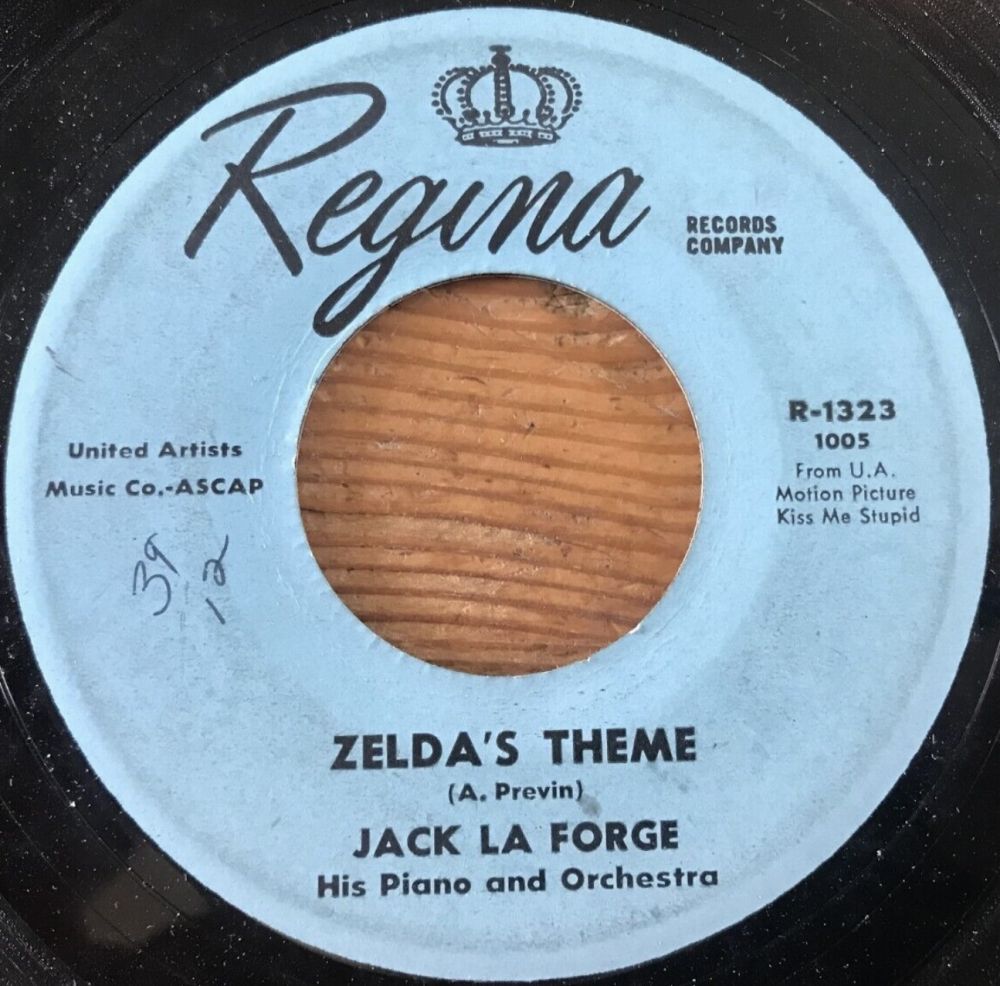 Regina
RECORDS
COMPANY
R-1323
1005
From U.A.
Motion Picture
Kiss Me Stupid
United Artists
Music Co.-ASCAP
39
12
ZELDA'S THEME
(A. Previn)
JACK LA FORGE
His Piano and Orchestra